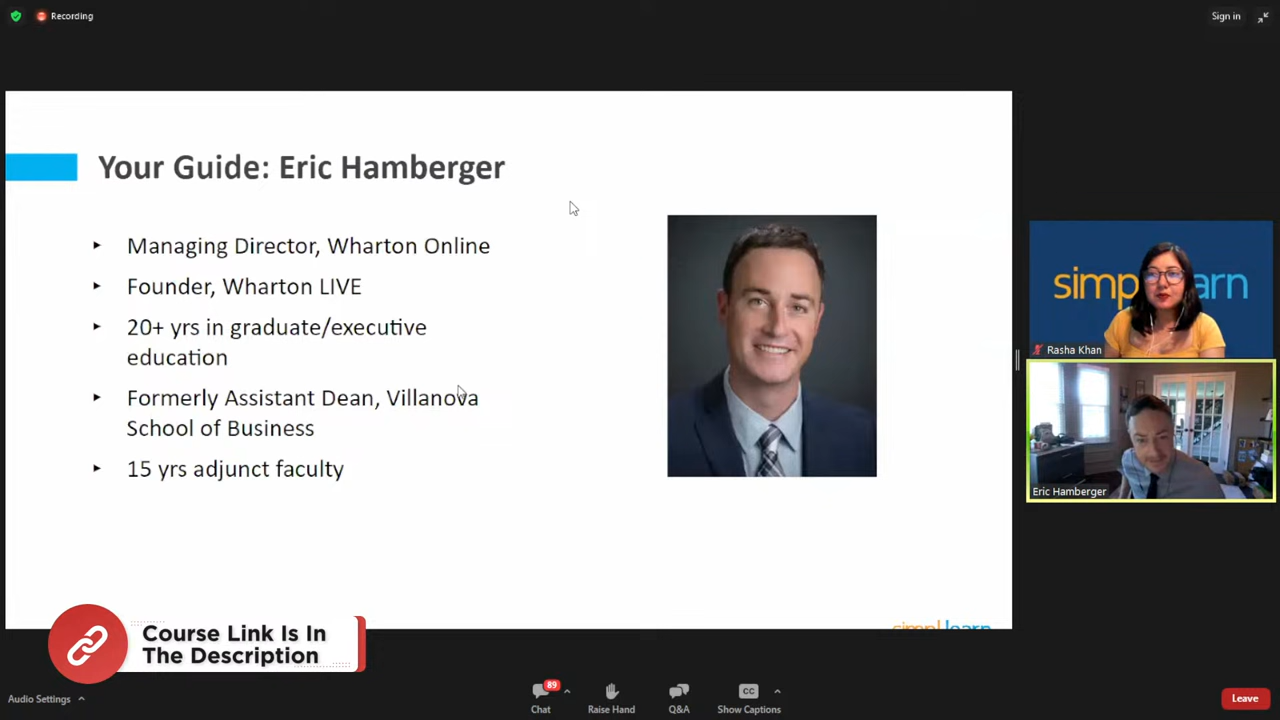 Recording
Sign in
Your Guide: Eric Hamberger
Managing Director, Wharton Online
Founder, Wharton LIVE
20+ yrs in graduate/executive
education
Formerly Assistant Dean, Villanova
School of Business
15 yrs adjunct faculty
Rasha Khan
Eric Hamberger
simplilearn
Course Link Is In
The Description
Audio Settings
89
Chat
Raise Hand
Q&A
CC
Show Captions
Leave